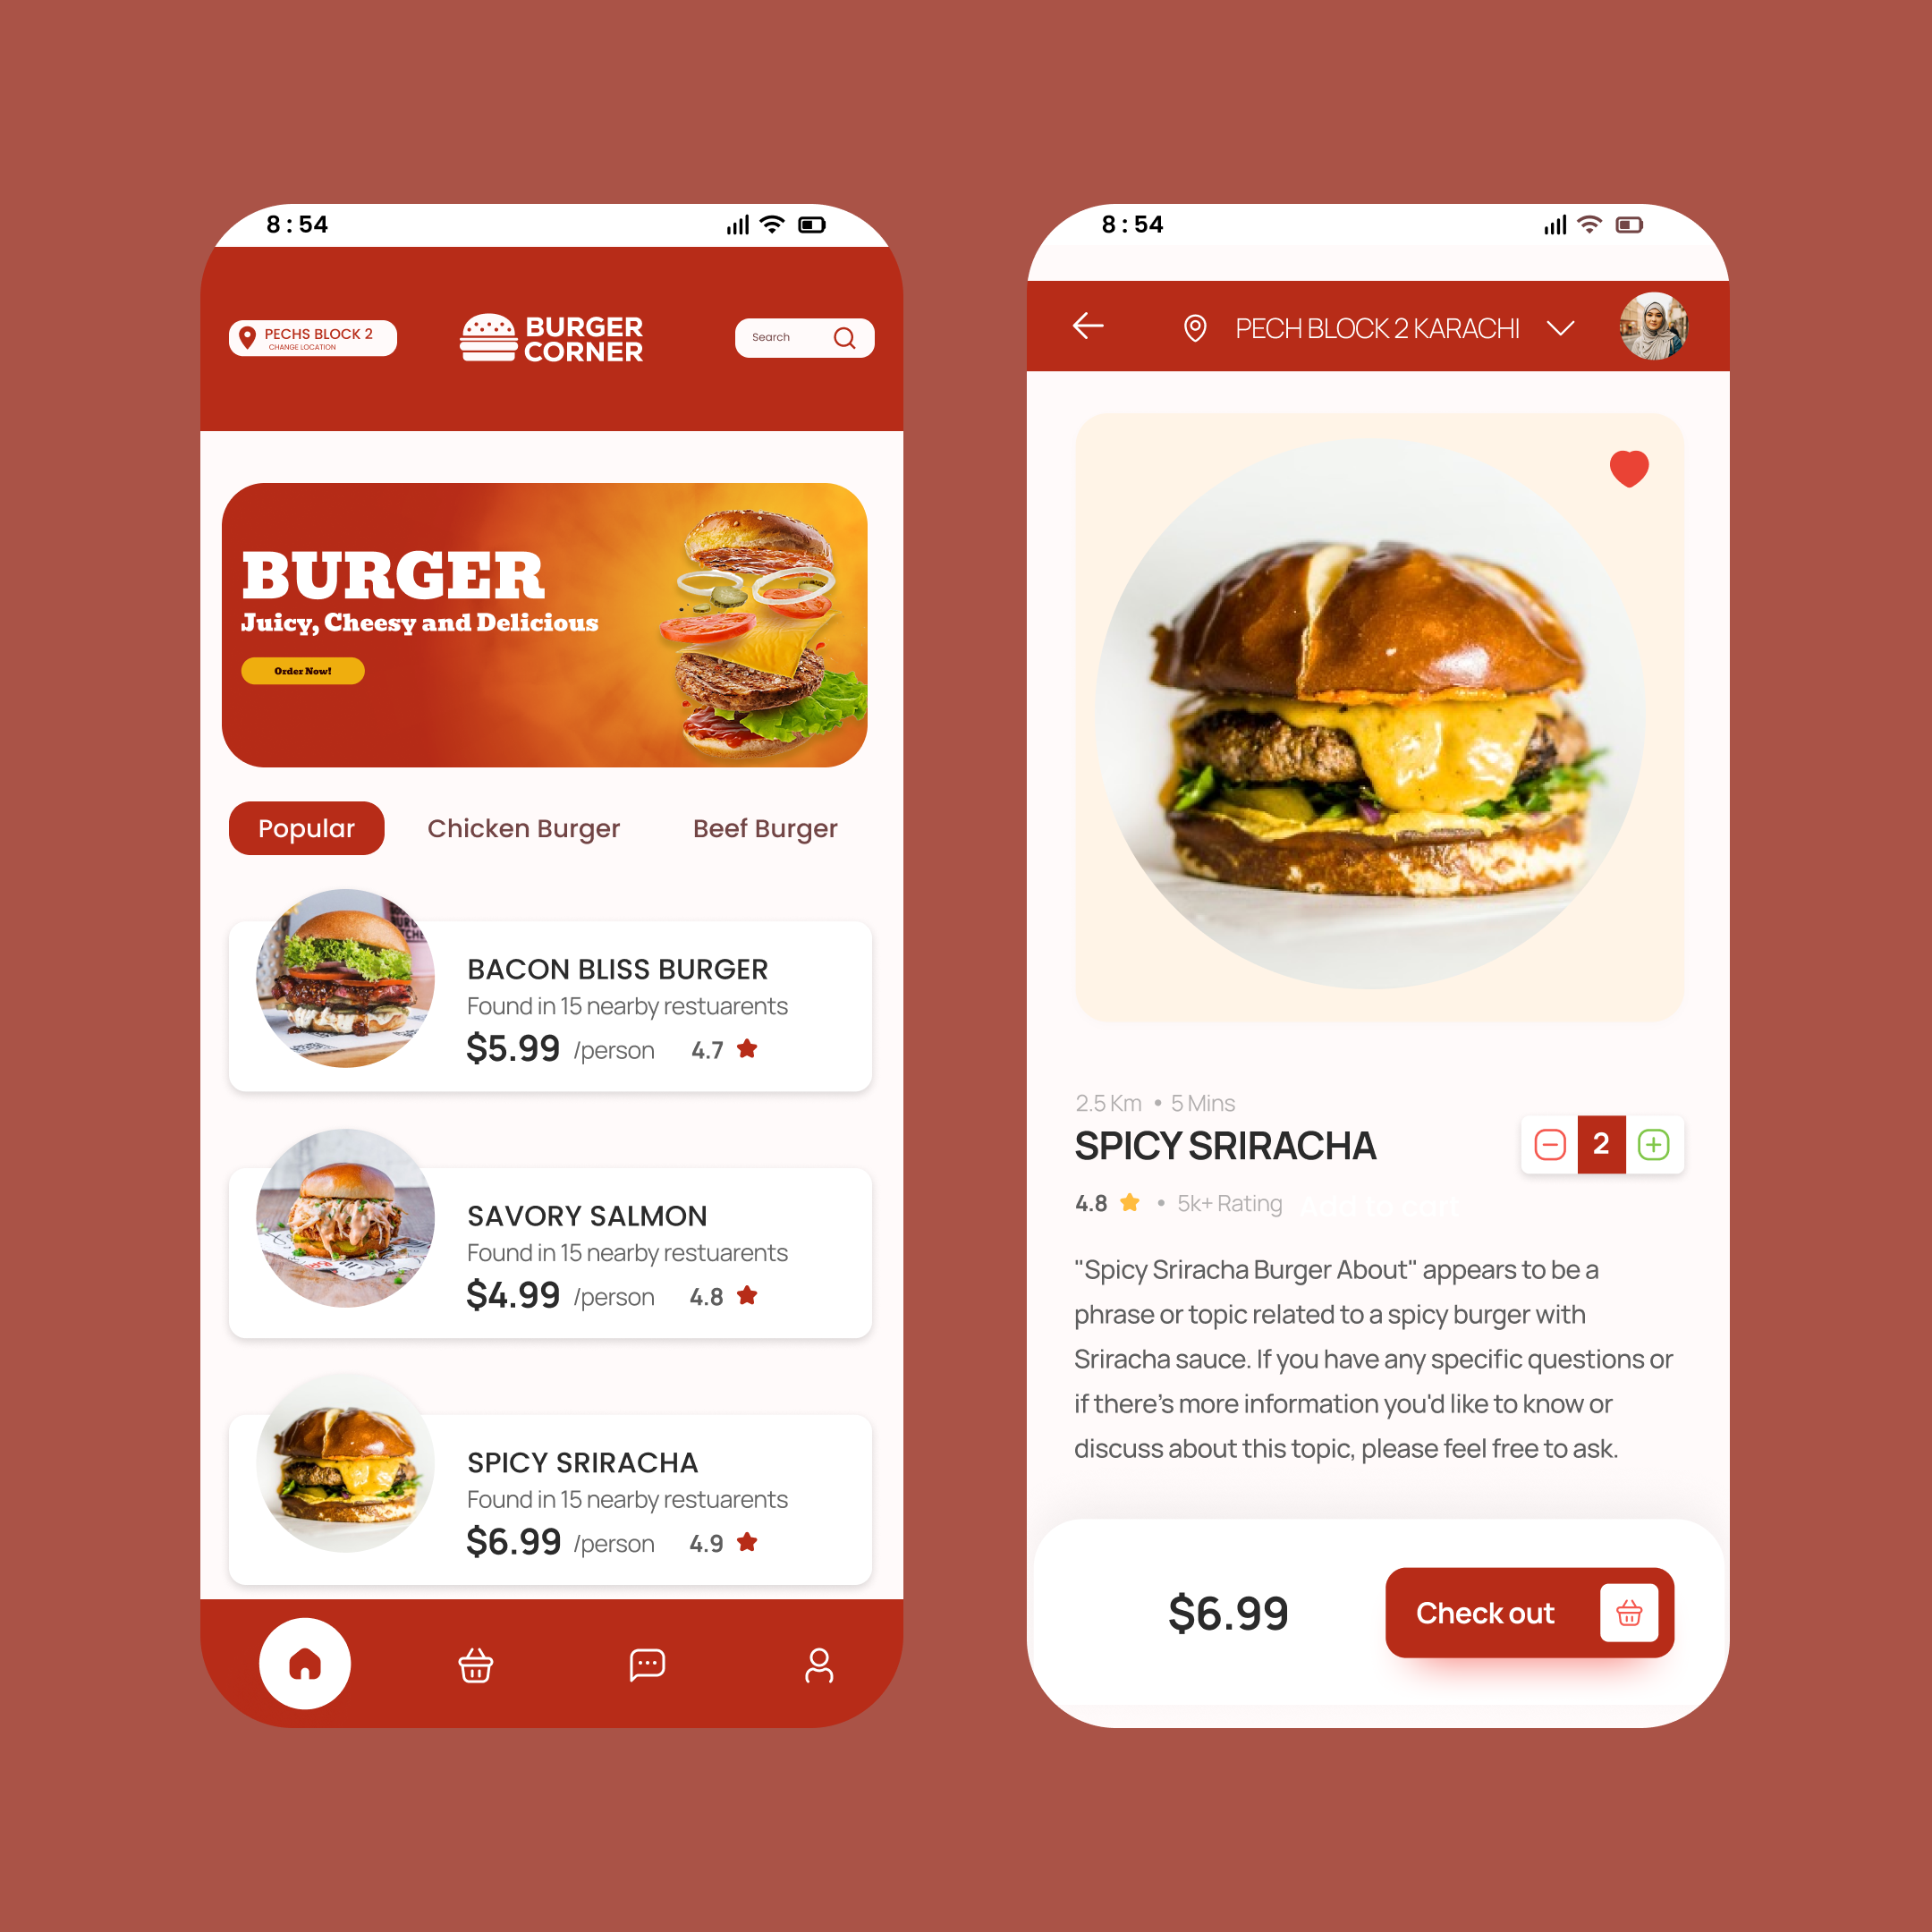 8 : 54
PECHS BLOCK 2
CHANGE LOCATION
BURGER
CORNER
Search
BURGER
Juicy, Cheesy and Delicious
Order Now!
Popular
Chicken Burger
Beef Burger
BACON BLISS BURGER
Found in 15 nearby restuarents
$5.99 /person 4.7
SAVORY SALMON
Found in 15 nearby restuarents
$4.99 /person 4.8
SPICY SRIRACHA
Found in 15 nearby restuarents
$6.99 /person 4.9
8 : 54
PECH BLOCK 2 KARACHI
2.5 Km • 5 Mins
SPICY SRIRACHA
2
4.8 • 5k+ Rating Add to cart
"Spicy Sriracha Burger About" appears to be a
phrase or topic related to a spicy burger with
Sriracha sauce. If you have any specific questions or
if there's more information you'd like to know or
discuss about this topic, please feel free to ask.
$6.99
Check out